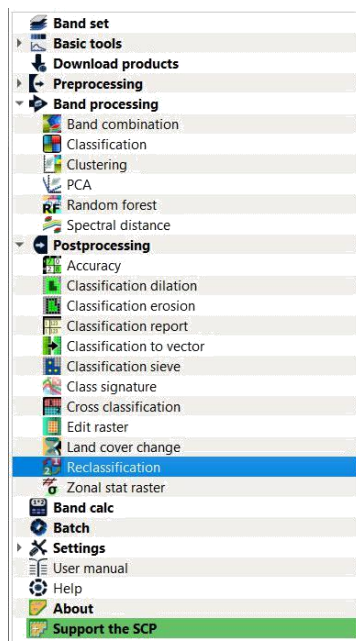 Band set
Basic tools
Download products
Preprocessing
Band processing
Band combination
Classification
Clustering
PCA
RF Random forest
Spectral distance
Postprocessing
Accuracy
Classification dilation
Classification erosion
Classification report
Classification to vector
Classification sieve
Class signature
Cross classification
Edit raster
Land cover change
Reclassification
Zonal stat raster
Band calc
Batch
Settings
User manual
Help
About
Support the SCP